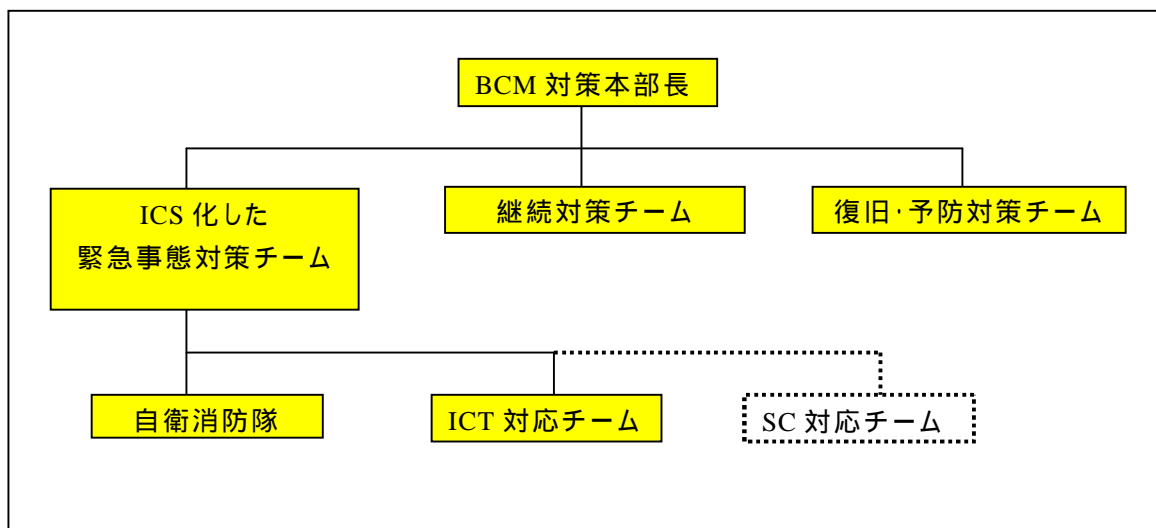 BCM 対策本部長
ICS 化した
緊急事態対策チーム
継続対策チーム
復旧・予防対策チーム
自衛消防隊
ICT 対応チーム
SC 対応チーム